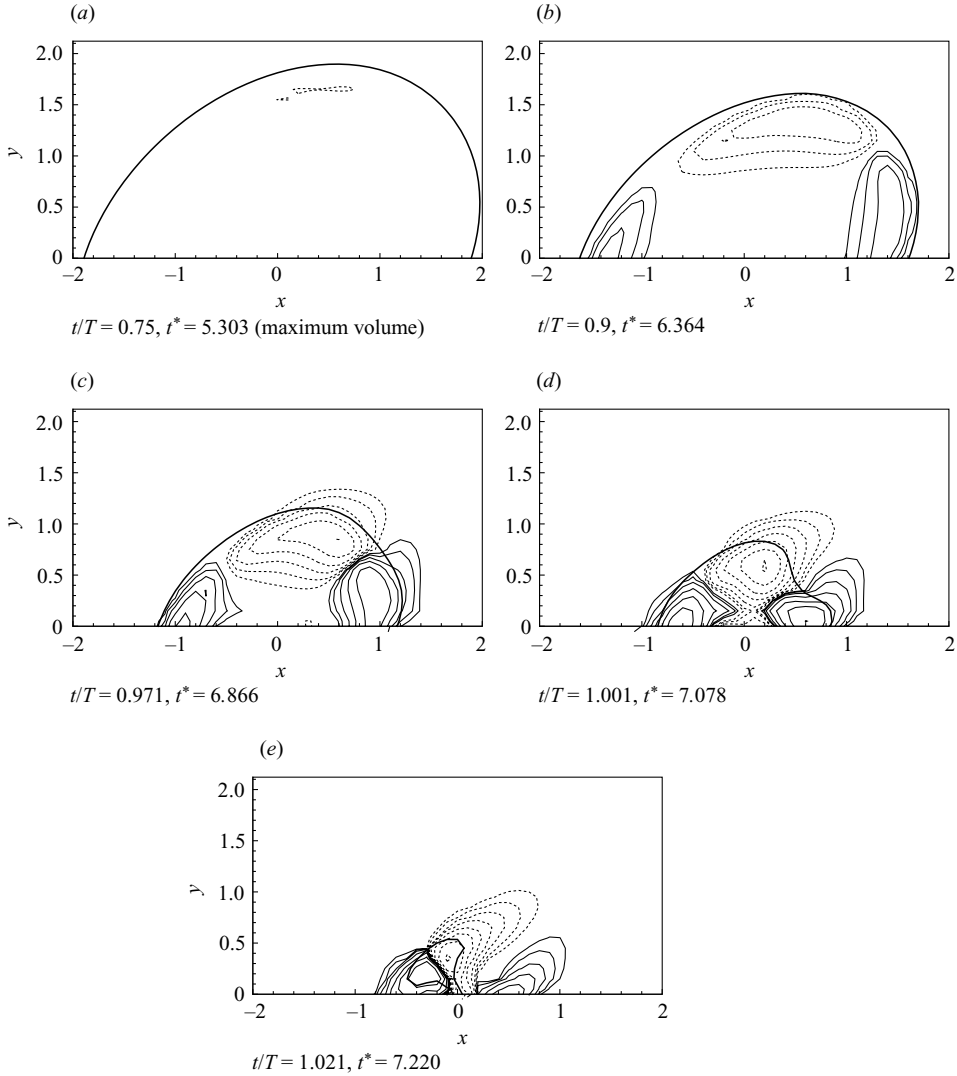 (a)
2.0
1.5
y
1.0
0.5
0
–2 –1 0 1 2
x
t/T = 0.75, t* = 5.303 (maximum volume)
(b)
2.0
1.5
y
1.0
0.5
0
–2 –1 0 1 2
x
t/T = 0.9, t* = 6.364
(c)
2.0
1.5
y
1.0
0.5
0
–2 –1 0 1 2
x
t/T = 0.971, t* = 6.866
(d)
2.0
1.5
1.0
0.5
0
–2 –1 0 1 2
x
t/T = 1.001, t* = 7.078
(e)
2.0
1.5
y
1.0
0.5
0
–2 –1 0 1 2
x
t/T = 1.021, t* = 7.220